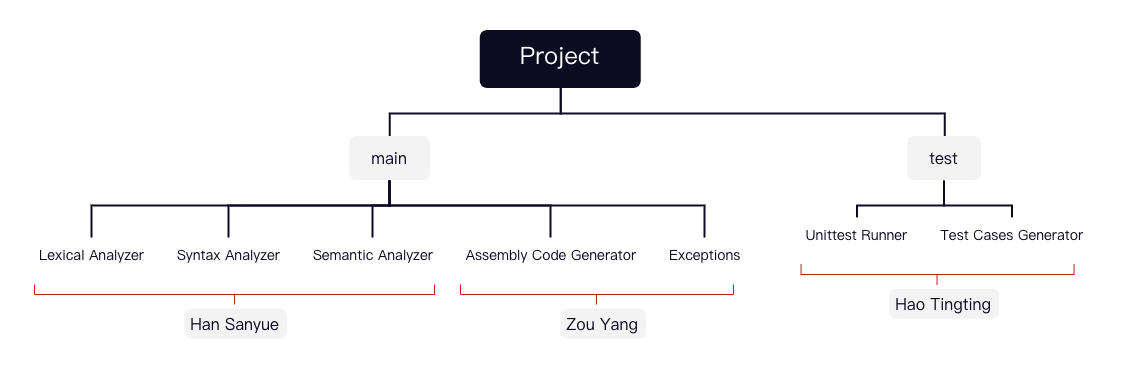 Project
main
test
Lexical Analyzer
Syntax Analyzer
Semantic Analyzer
Assembly Code Generator
Exceptions
Unittest Runner
Test Cases Generator
Han Sanyue
Zou Yang
Hao Tingting